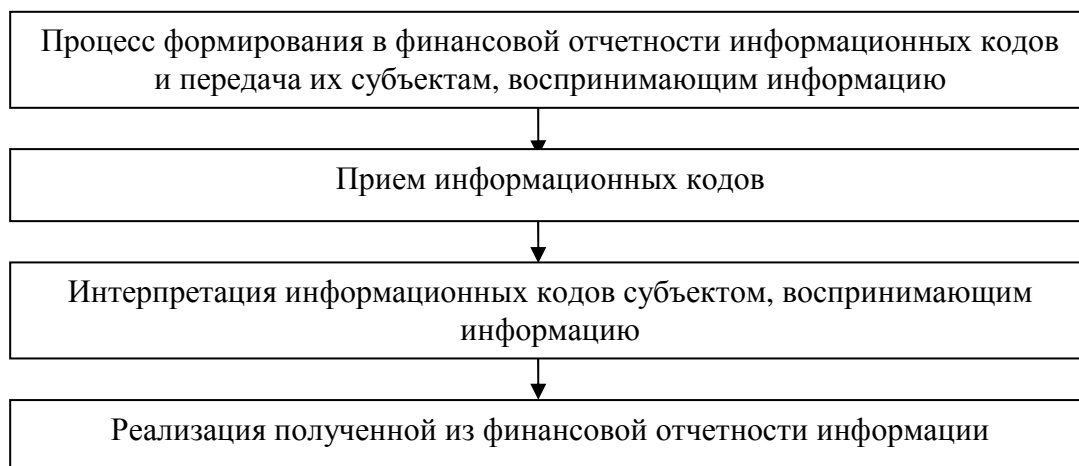 Процесс формирования в финансовой отчетности информационных кодов
и передача их субъектам, воспринимающим информацию
Прием информационных кодов
Интерпретация информационных кодов субъектом, воспринимающим
информацию
Реализация полученной из финансовой отчетности информации